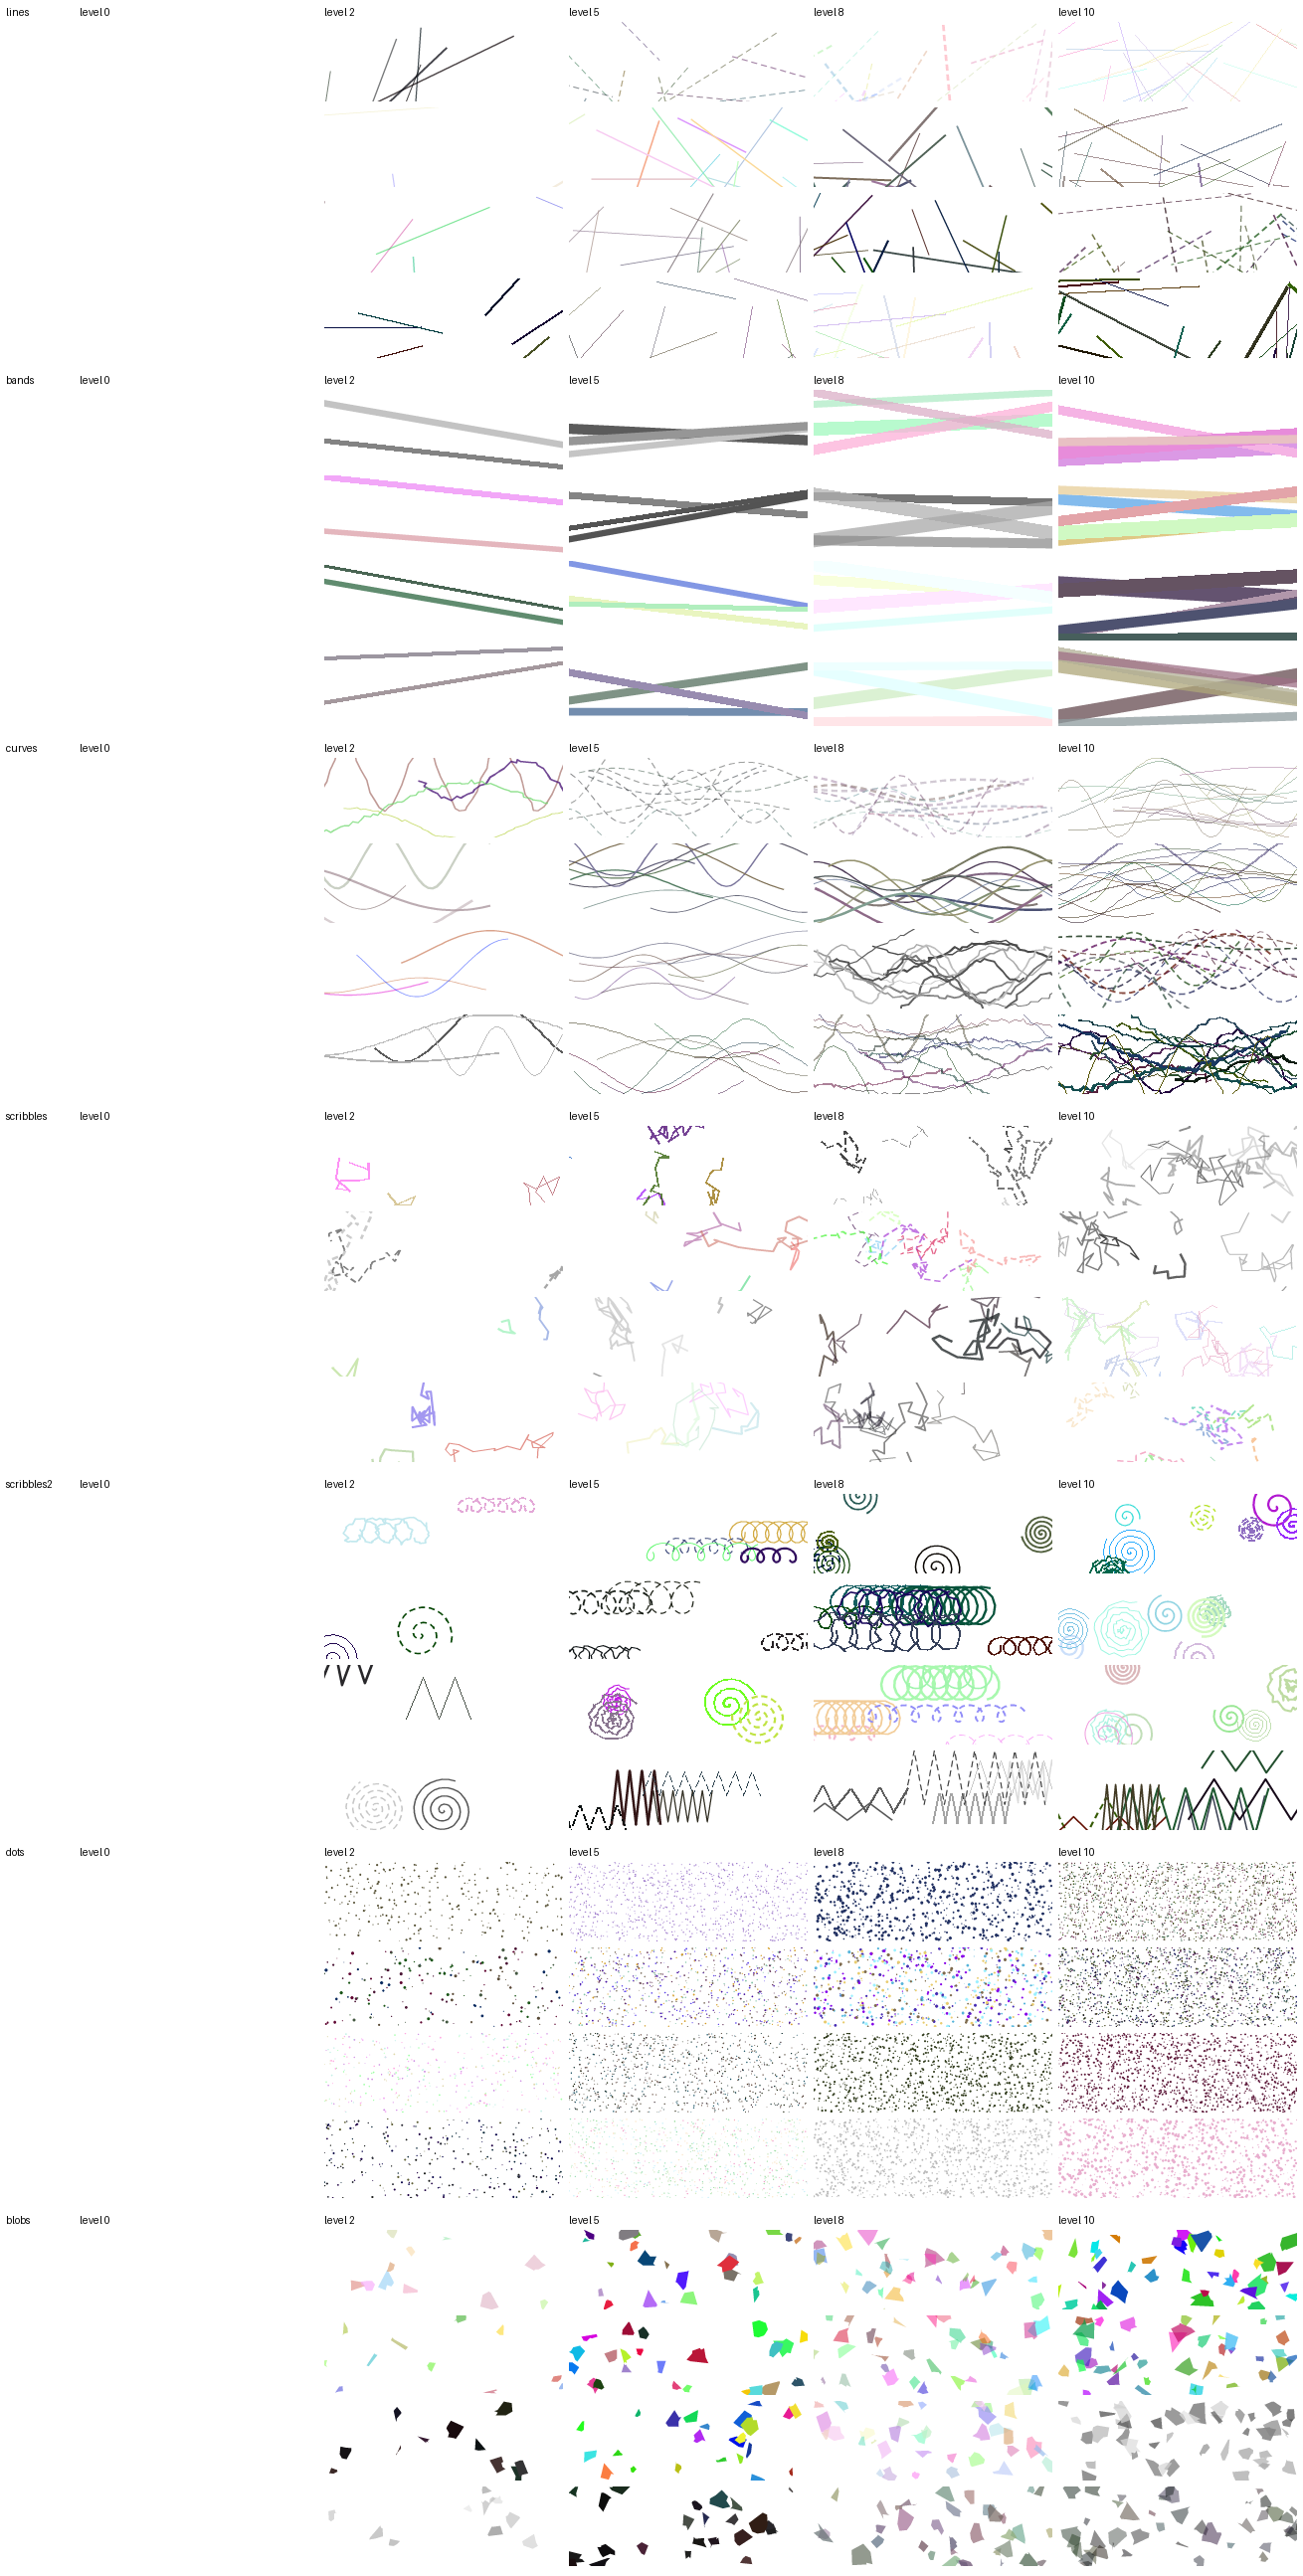 lines level 0 level 2 level 5 level 8 level 10
bands level 0 level 2 level 5 level 8 level 10
curves level 0 level 2 level 5 level 8 level 10
scribbles level 0 level 2 level 5 level 8 level 10
scribbles2 level 0 level 2 level 5 level 8 level 10
dots level 0 level 2 level 5 level 8 level 10
blobs level 0 level 2 level 5 level 8 level 10